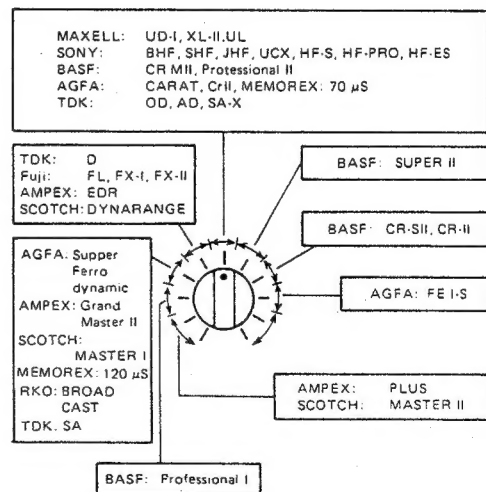 MAXELL: UD-I, XL-II, UL
SONY: BHF, SHF, JHF, UCX, HF-S, HF-PRO, HF-ES
BASF: CR MII, Protessional II
AGFA: CARAT, CrII, MEMOREX: 70 µS
TDK: OD, AD, SA-X
TDK: D
Fuji: FL, FX-I, FX-II
AMPEX: EDR
SCOTCH: DYNARANGE
BASF: SUPER II
BASF: CR-SII, CR-II
AGFA: FE I-S
AGFA: Supper
Ferro
dynamic
AMPEX: Grand
Master II
SCOTCH:
MASTER I
MEMOREX: 120 µS
RKO: BROAD
CAST
TDK. SA
AMPEX: PLUS
SCOTCH: MASTER II
BASF: Professional I